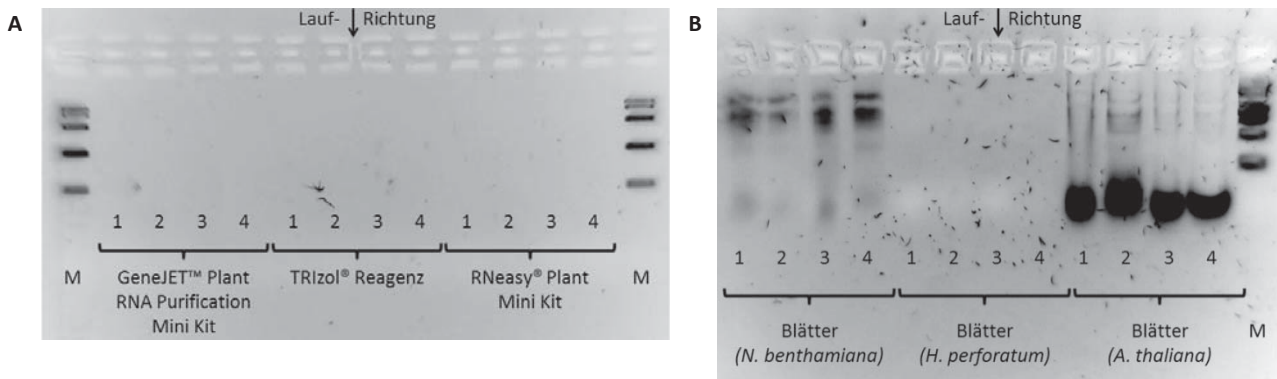 A
Lauf- Richtung
1 2 3 4 1 2 3 4 1 2 3 4
M GeneJET™ Plant RNA Purification Mini Kit TRIzol® Reagenz RNeasy® Plant Mini Kit M
B
Lauf- Richtung
1 2 3 4 1 2 3 4 1 2 3 4
Blätter (N. benthamiana) Blätter (H. perforatum) Blätter (A. thaliana) M